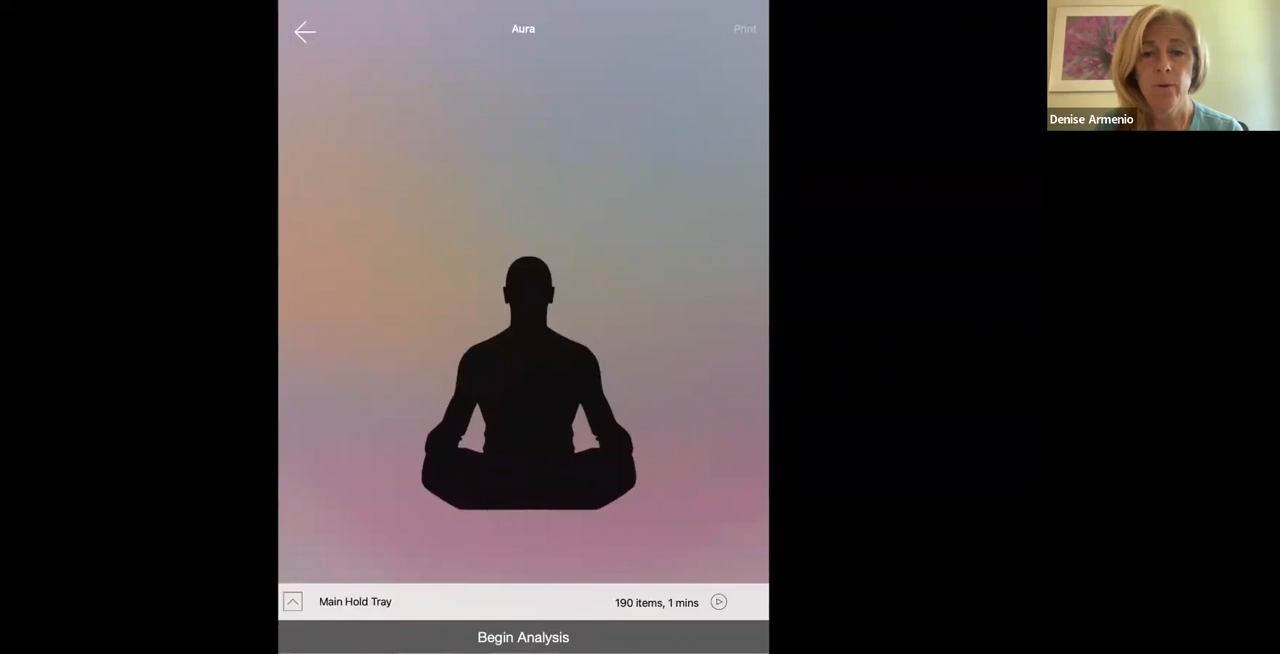 Aura
Print
Denise Armenio
Main Hold Tray
190 items, 1 mins
Begin Analysis